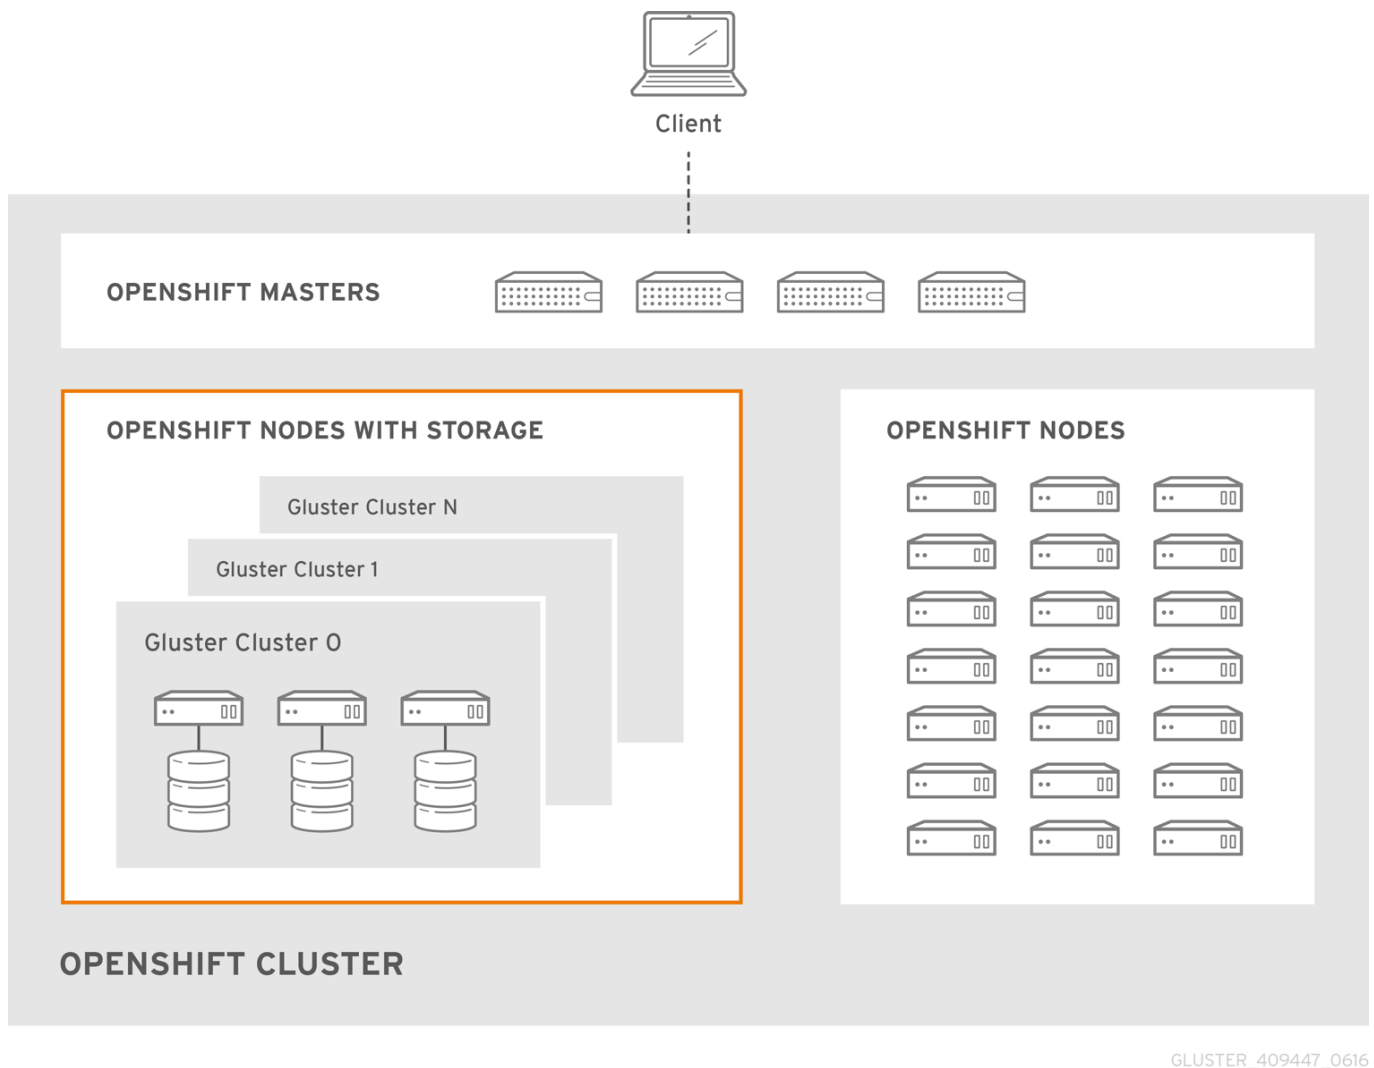 Client
OPENSHIFT MASTERS
OPENSHIFT NODES WITH STORAGE
Gluster Cluster N
Gluster Cluster 1
Gluster Cluster 0
OPENSHIFT NODES
OPENSHIFT CLUSTER
GLUSTER_409447_0616